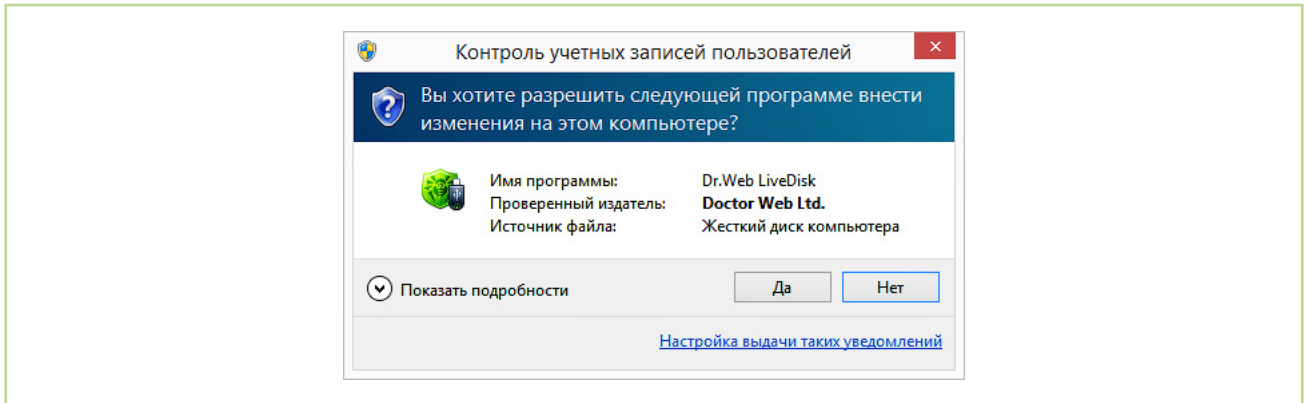 Контроль учетных записей пользователей
Вы хотите разрешить следующей программе внести
изменения на этом компьютере?
Имя программы: Dr.Web LiveDisk
Проверенный издатель: Doctor Web Ltd.
Источник файла: Жесткий диск компьютера
Показать подробности Да Нет
Настройка выдачи таких уведомлений